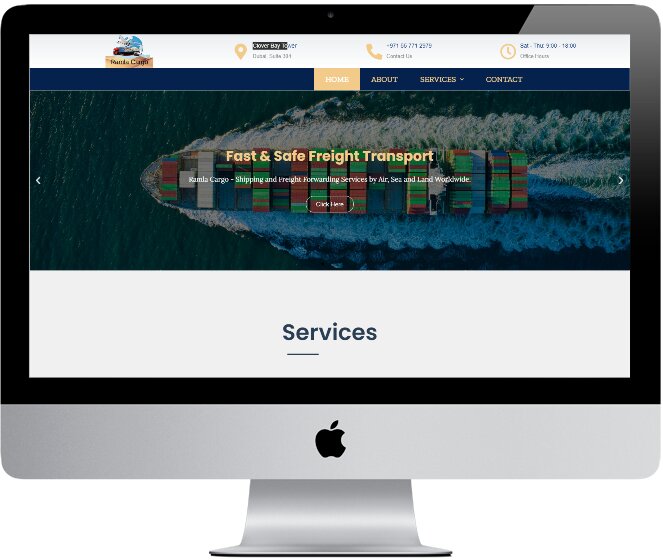 Ramla Cargo
Clover Bay Tower
Dubai, Suite 304
+971 56 771 2979
Contact Us
Sat - Thu: 9:00 - 18:00
Office Hours
HOME
ABOUT
SERVICES
CONTACT
Fast & Safe Freight Transport
Ramla Cargo - Shipping and Freight Forwarding Services by Air, Sea and Land Worldwide.
Click Here
Services